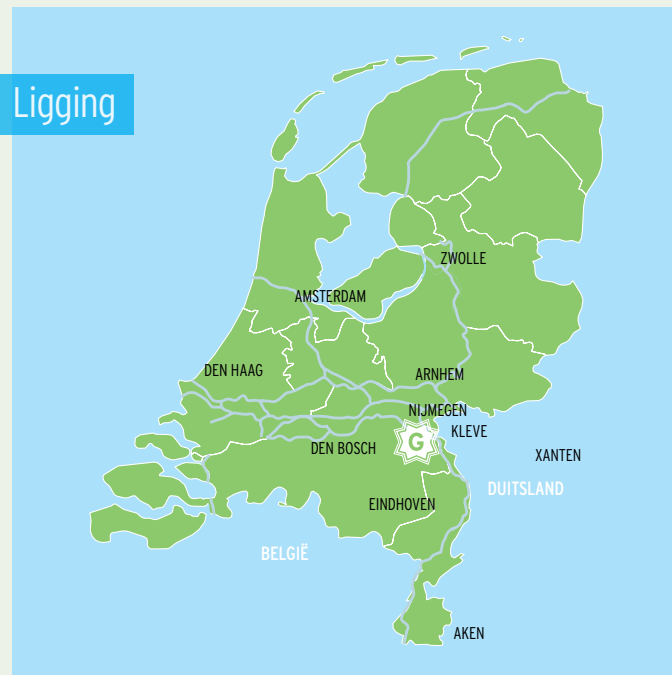 Ligging
ZWOLLE
AMSTERDAM
DEN HAAG
ARNHEM
NIJMEGEN
KLEVE
G
DEN BOSCH
XANTEN
DUITSLAND
EINDHOVEN
BELGIË
AKEN